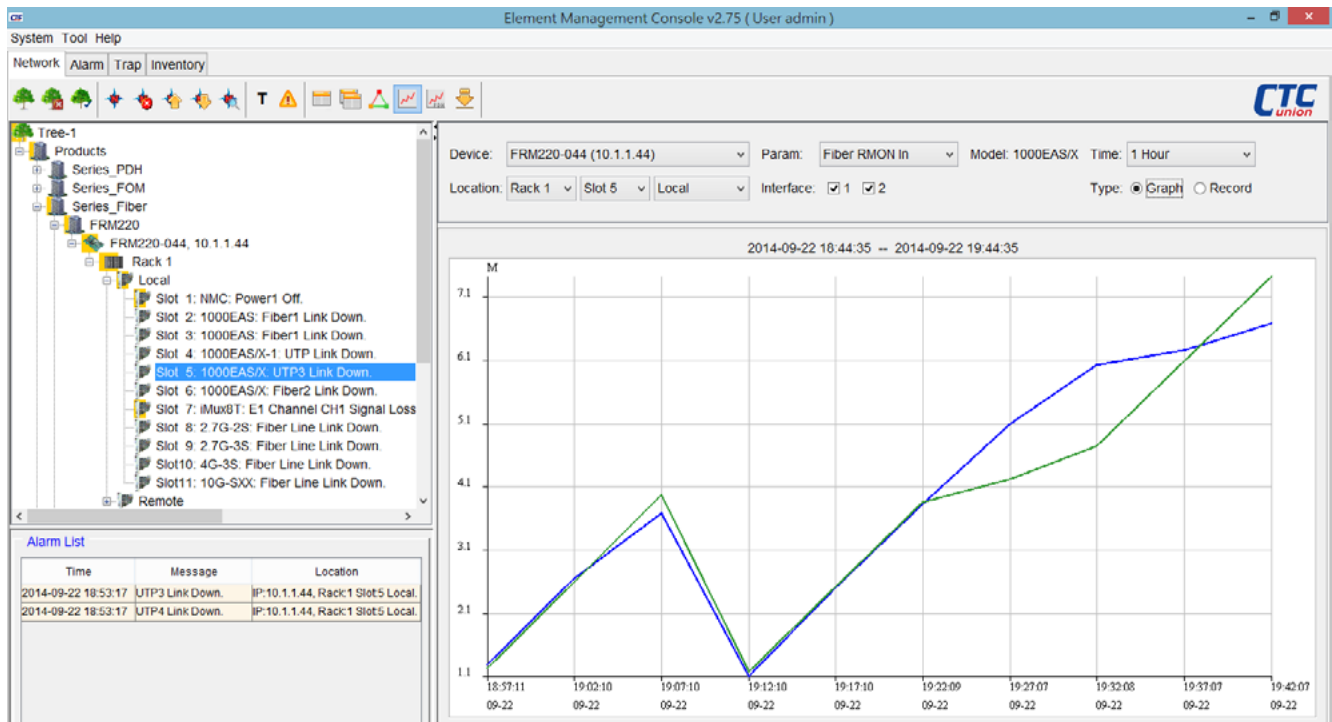 CTF
Element Management Console v2.75 ( User admin )
System Tool Help
Network Alarm Trap Inventory
T
CTC
union
Tree-1
Products
Series_PDH
Series_FOM
Series_Fiber
FRM220
FRM220-044, 10.1.1.44
Rack 1
Local
Slot 1: NMC: Power1 Off.
Slot 2: 1000EAS: Fiber1 Link Down.
Slot 3: 1000EAS: Fiber1 Link Down.
Slot 4: 1000EAS/X-1: UTP Link Down.
Slot 5: 1000EAS/X: UTP3 Link Down.
Slot 6: 1000EAS/X: Fiber2 Link Down.
Slot 7: iMux8T: E1 Channel CH1 Signal Loss
Slot 8: 2.7G-2S: Fiber Line Link Down.
Slot 9: 2.7G-3S: Fiber Line Link Down.
Slot10: 4G-3S: Fiber Line Link Down.
Slot11: 10G-SXX: Fiber Line Link Down.
Remote
Alarm List
Time Message Location
2014-09-22 18:53:17 UTP3 Link Down. IP:10.1.1.44, Rack:1 Slot:5 Local.
2014-09-22 18:53:17 UTP4 Link Down. IP:10.1.1.44, Rack:1 Slot:5 Local.
Device: FRM220-044 (10.1.1.44) Param: Fiber RMON In Model: 1000EAS/X Time: 1 Hour
Location: Rack 1 Slot 5 Local Interface: 1 2 Type: Graph Record
2014-09-22 18:44:35 -- 2014-09-22 19:44:35
M
7.1
6.1
5.1
4.1
3.1
2.1
1.1
18:57:11 19:02:10 19:07:10 19:12:10 19:17:10 19:22:09 19:27:07 19:32:08 19:37:07 19:42:07
09-22 09-22 09-22 09-22 09-22 09-22 09-22 09-22 09-22 09-22